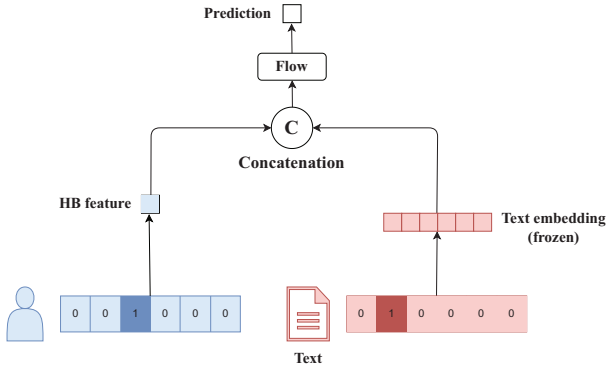 Prediction
Flow
C
Concatenation
HB feature
Text embedding
(frozen)
0 0 1 0 0 0
0 1 0 0 0 0
Text